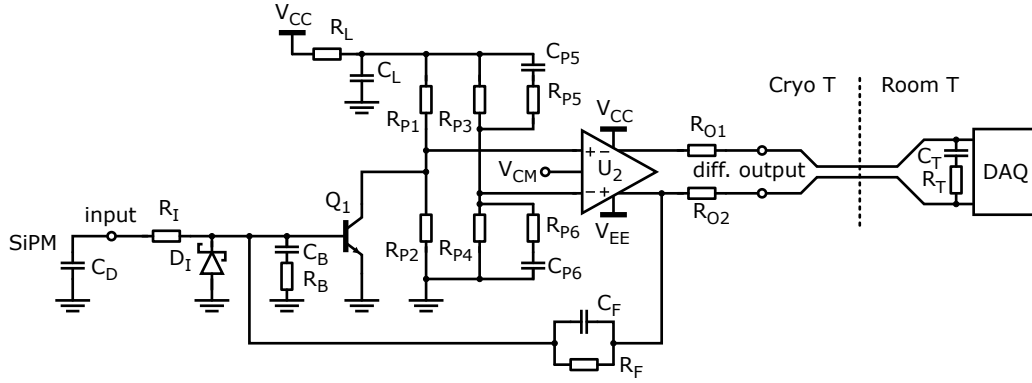 V_CC
R_L
C_L
C_P5
R_P5
R_P1
R_P3
Cryo T
Room T
V_CC
R_O1
+ −
U_2
V_CM
− +
diff. output
C_T
R_T
DAQ
R_O2
V_EE
input
R_I
Q_1
SiPM
C_D
D_I
C_B
R_B
R_P2
R_P4
R_P6
C_P6
C_F
R_F